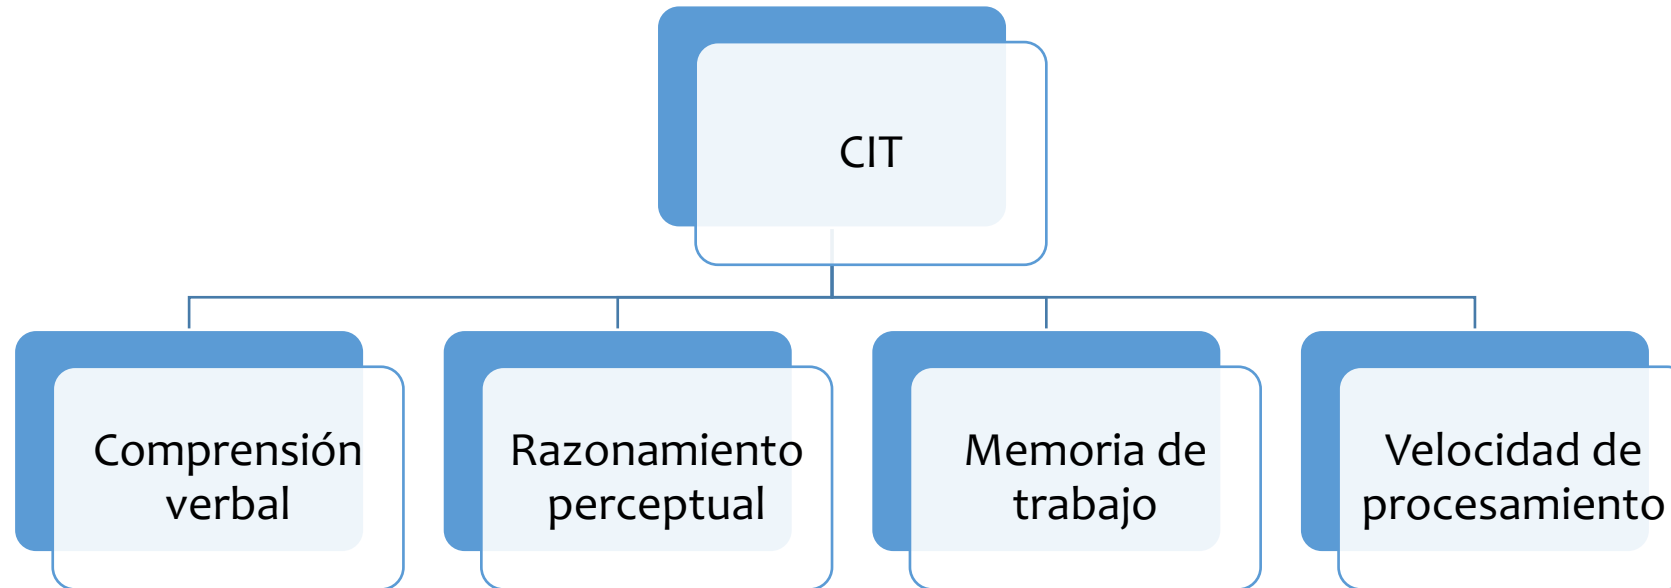 CIT
Comprensión
verbal
Razonamiento
perceptual
Memoria de
trabajo
Velocidad de
procesamiento